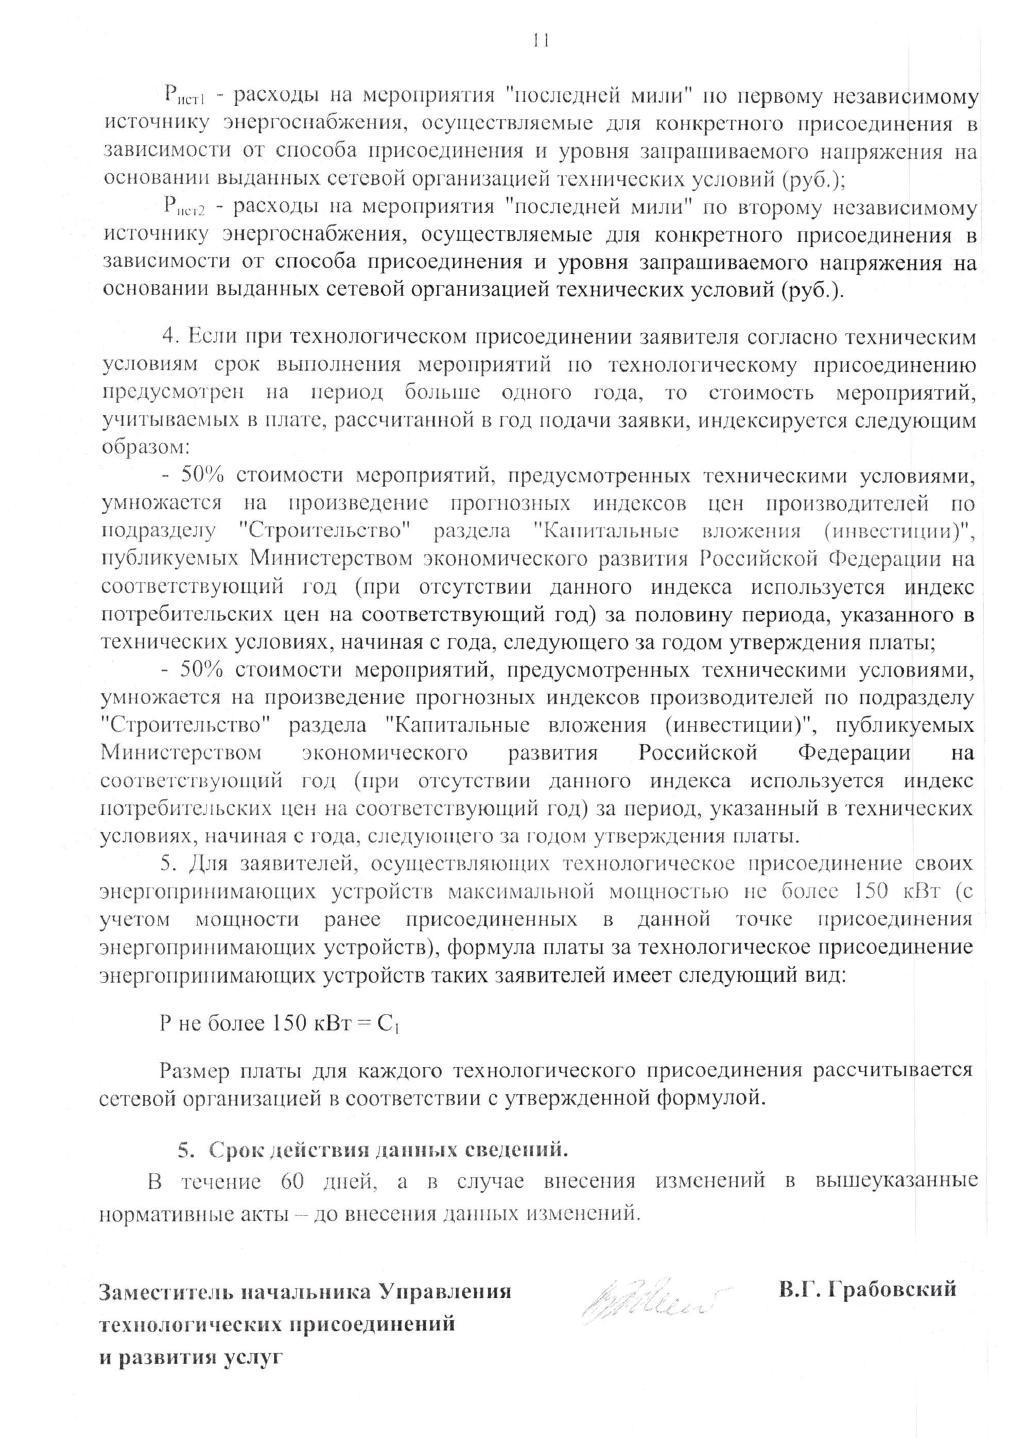 11
Рист1 - расходы на мероприятия "последней мили" по первому независимому
источнику энергоснабжения, осуществляемые для конкретного присоединения в
зависимости от способа присоединения и уровня запрашиваемого напряжения на
основании выданных сетевой организацией технических условий (руб.);
Рист2 - расходы на мероприятия "последней мили" по второму независимому
источнику энергоснабжения, осуществляемые для конкретного присоединения в
зависимости от способа присоединения и уровня запрашиваемого напряжения на
основании выданных сетевой организацией технических условий (руб.).
4. Если при технологическом присоединении заявителя согласно техническим
условиям срок выполнения мероприятий по технологическому присоединению
предусмотрен на период больше одного года, то стоимость мероприятий,
учитываемых в плате, рассчитанной в год подачи заявки, индексируется следующим
образом:
- 50% стоимости мероприятий, предусмотренных техническими условиями,
умножается на произведение прогнозных индексов цен производителей по
подразделу "Строительство" раздела "Капитальные вложения (инвестиции)",
публикуемых Министерством экономического развития Российской Федерации на
соответствующий год (при отсутствии данного индекса используется индекс
потребительских цен на соответствующий год) за половину периода, указанного в
технических условиях, начиная с года, следующего за годом утверждения платы;
- 50% стоимости мероприятий, предусмотренных техническими условиями,
умножается на произведение прогнозных индексов производителей по подразделу
"Строительство" раздела "Капитальные вложения (инвестиции)", публикуемых
Министерством экономического развития Российской Федерации на
соответствующий год (при отсутствии данного индекса используется индекс
потребительских цен на соответствующий год) за период, указанный в технических
условиях, начиная с года, следующего за годом утверждения платы.
5. Для заявителей, осуществляющих технологическое присоединение своих
энергопринимающих устройств максимальной мощностью не более 150 кВт (с
учетом мощности ранее присоединенных в данной точке присоединения
энергопринимающих устройств), формула платы за технологическое присоединение
энергопринимающих устройств таких заявителей имеет следующий вид:
Р не более 150 кВт = С1
Размер платы для каждого технологического присоединения рассчитывается
сетевой организацией в соответствии с утвержденной формулой.
5. Срок действия данных сведений.
В течение 60 дней, а в случае внесения изменений в вышеуказанные
нормативные акты – до внесения данных изменений.
Заместитель начальника Управления В.Г. Грабовский
технологических присоединений
и развития услуг